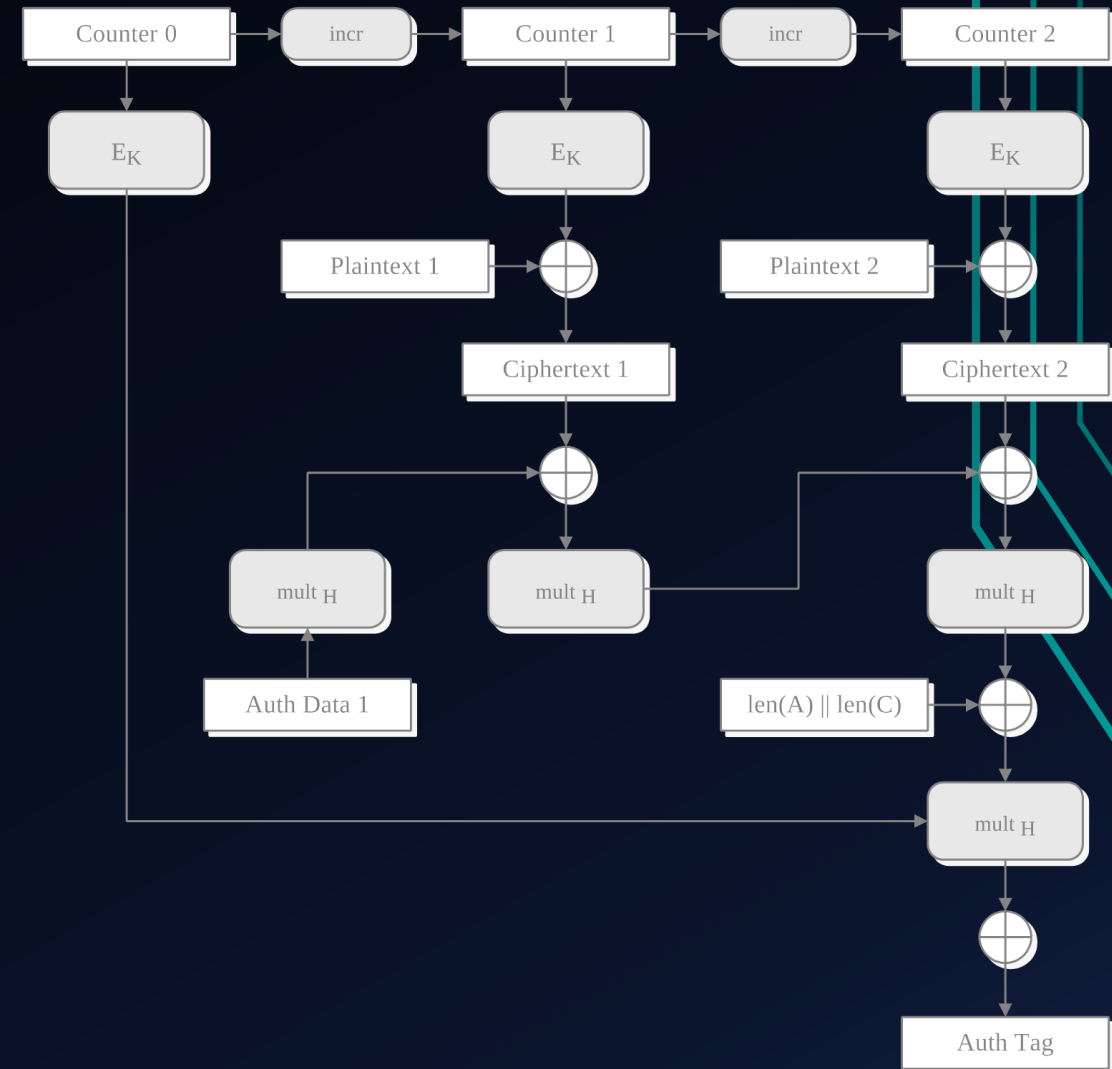 Counter 0
incr
Counter 1
incr
Counter 2
EK
EK
EK
Plaintext 1
Plaintext 2
Ciphertext 1
Ciphertext 2
mult H
mult H
mult H
Auth Data 1
len(A) || len(C)
mult H
Auth Tag